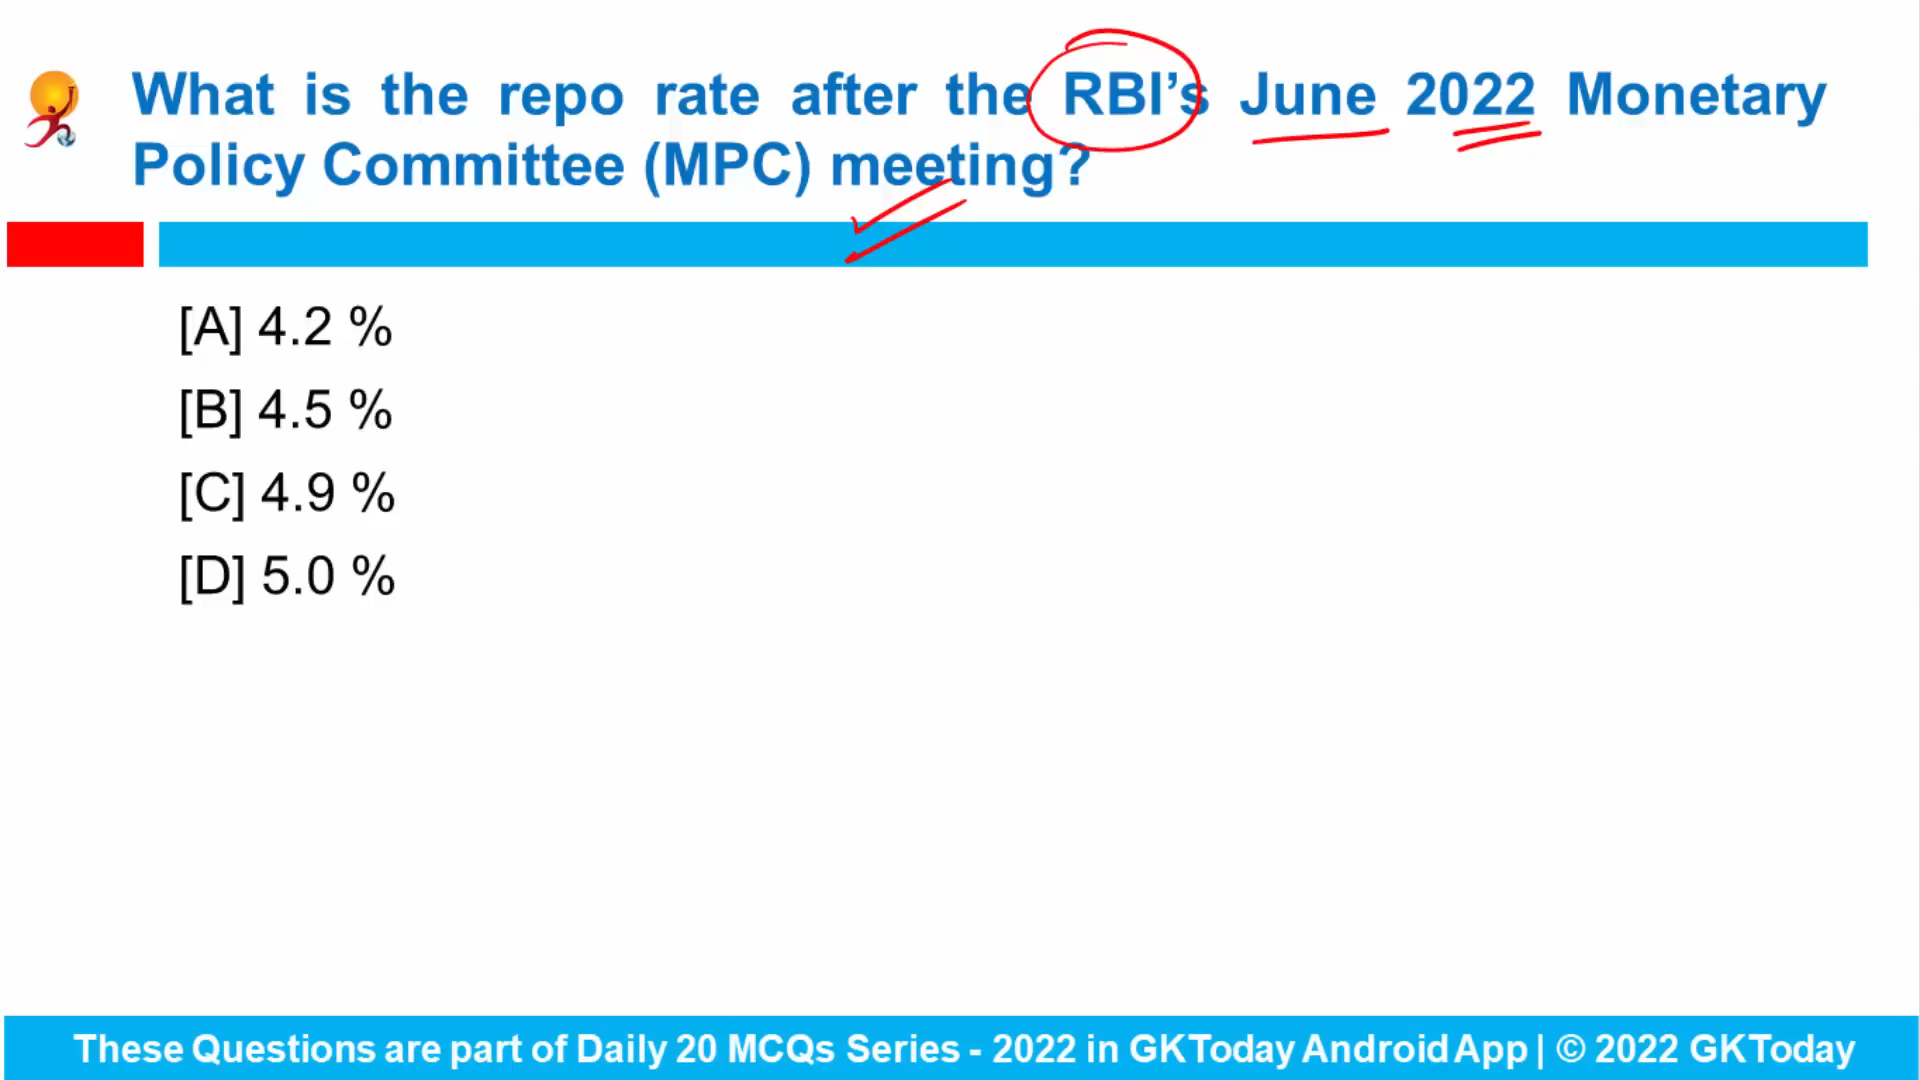 What is the repo rate after the RBI’s June 2022 Monetary
Policy Committee (MPC) meeting?
[A] 4.2 %
[B] 4.5 %
[C] 4.9 %
[D] 5.0 %
These Questions are part of Daily 20 MCQs Series - 2022 in GKToday Android App | © 2022 GKToday